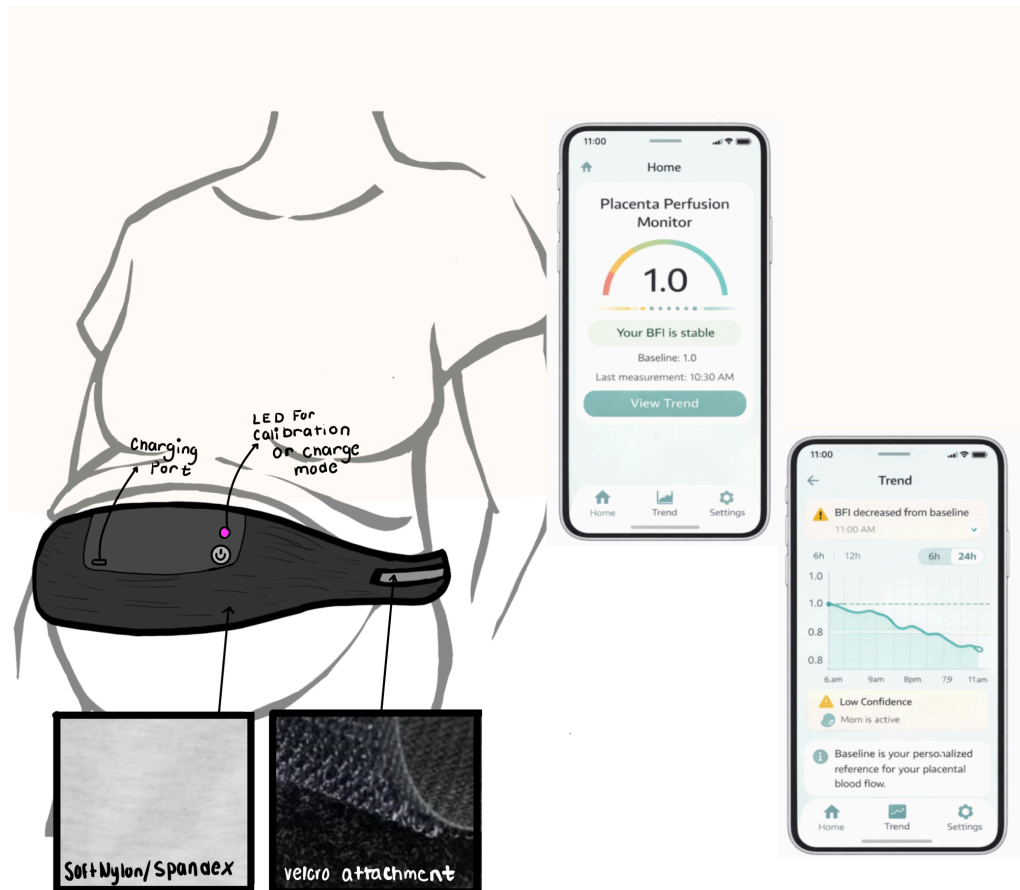 Charging
Port
LED For
Calibration
or charge
mode
Soft Nylon/Spandex
velcro attachment
11:00
Home
Placenta Perfusion
Monitor
1.0
Your BFI is stable
Baseline: 1.0
Last measurement: 10:30 AM
View Trend
Home Trend Settings
11:00
Trend
BFI decreased from baseline
11:00 AM
6h 12h 6h 24h
1.0
1.0
0.8
0.8
6.am 9am 8pm 7,9 11am
Low Confidence
Mom is active
Baseline is your personalized
reference for your placental
blood flow.
Home Trend Settings